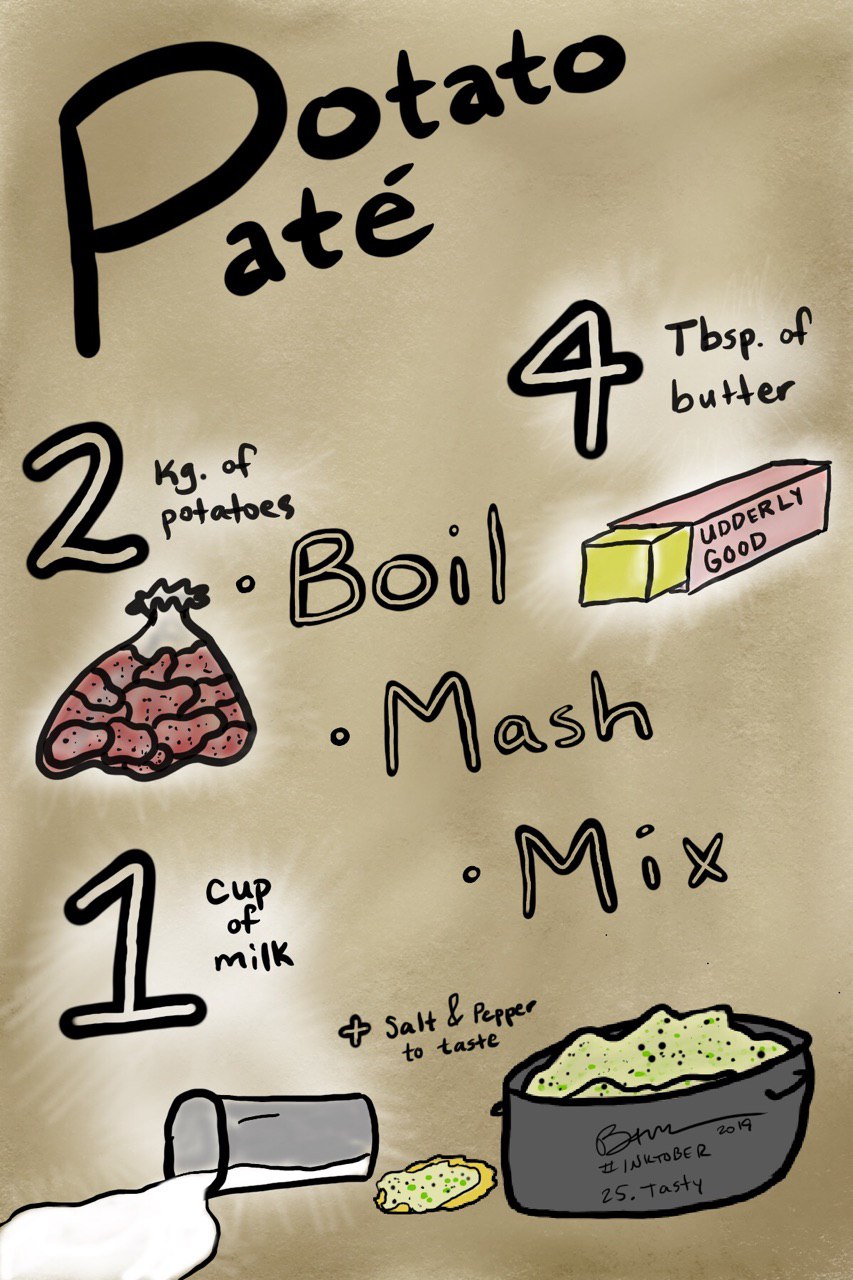 Potato
Paté
4 Tbsp. of
butter
2 Kg. of
potatoes
UDDERLY
GOOD
• Boil
• Mash
• Mix
1 Cup
of
milk
+ Salt & Pepper
to taste
2019
#INKTOBER
25. Tasty